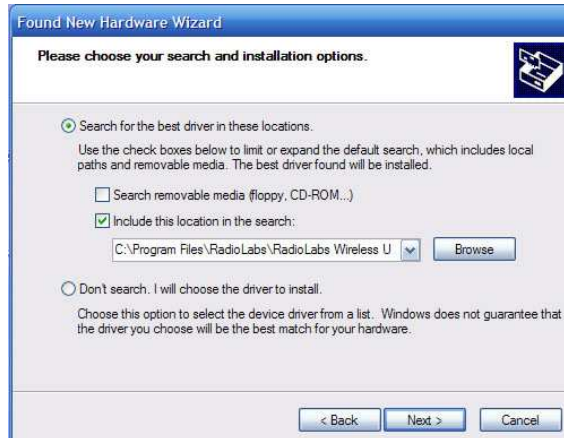 Found New Hardware Wizard
Please choose your search and installation options.
Search for the best driver in these locations.
Use the check boxes below to limit or expand the default search, which includes local
paths and removable media. The best driver found will be installed.
Search removable media (floppy, CD-ROM...)
Include this location in the search:
C:\Program Files\RadioLabs\RadioLabs Wireless U
Browse
Don't search. I will choose the driver to install.
Choose this option to select the device driver from a list. Windows does not guarantee that
the driver you choose will be the best match for your hardware.
< Back
Next >
Cancel